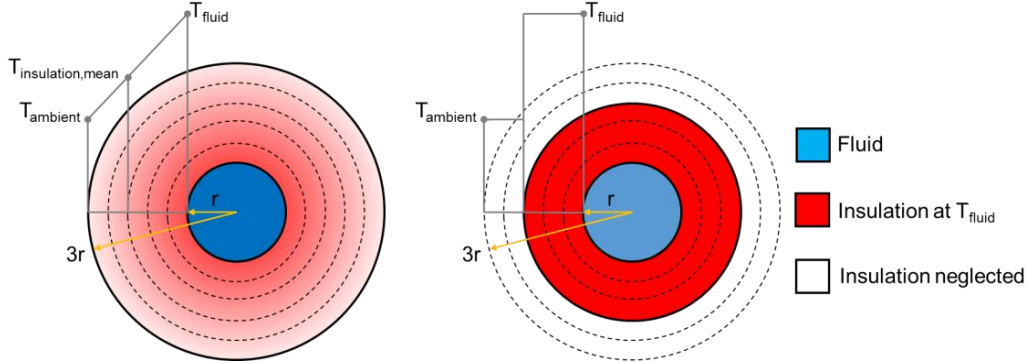 T_fluid
T_insulation,mean
T_ambient
r
3r
T_fluid
T_ambient
r
3r
Fluid
Insulation at T_fluid
Insulation neglected